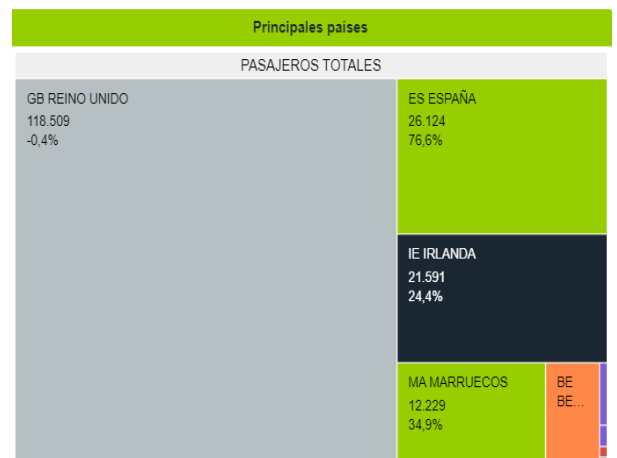 Principales países
PASAJEROS TOTALES
GB REINO UNIDO
118.509
-0,4%
ES ESPAÑA
26.124
76,6%
IE IRLANDA
21.591
24,4%
MA MARRUECOS
12.229
34,9%
BE
BE...